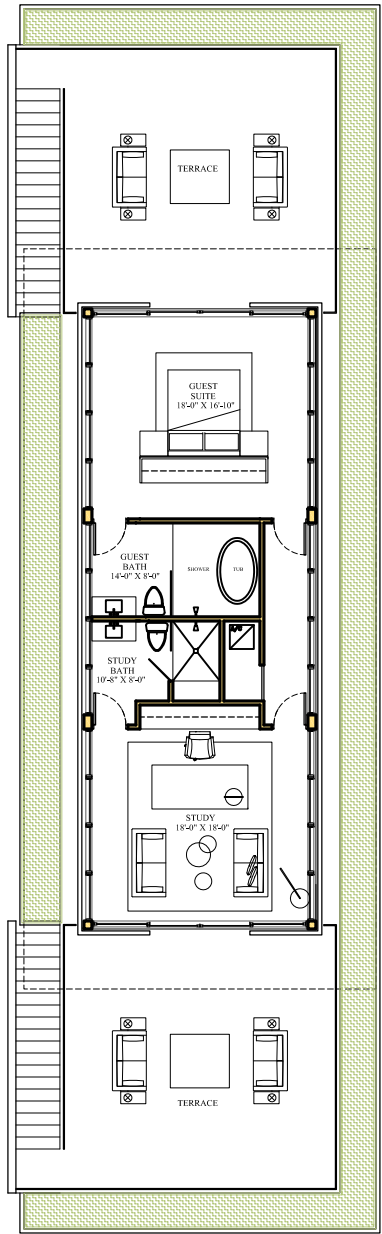 TERRACE
GUEST
SUITE
18'-0" X 16'-10"
GUEST
BATH
14'-0" X 8'-0"
SHOWER
TUB
STUDY
BATH
10'-8" X 8'-0"
STUDY
18'-0" X 18'-0"
TERRACE